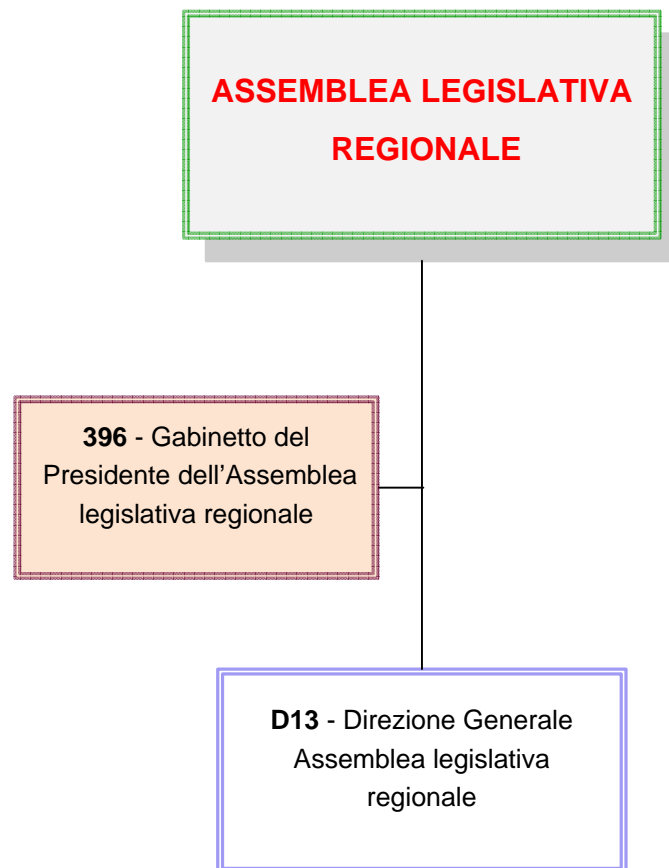 ASSEMBLEA LEGISLATIVA
REGIONALE
396 - Gabinetto del
Presidente dell’Assemblea
legislativa regionale
D13 - Direzione Generale
Assemblea legislativa
regionale